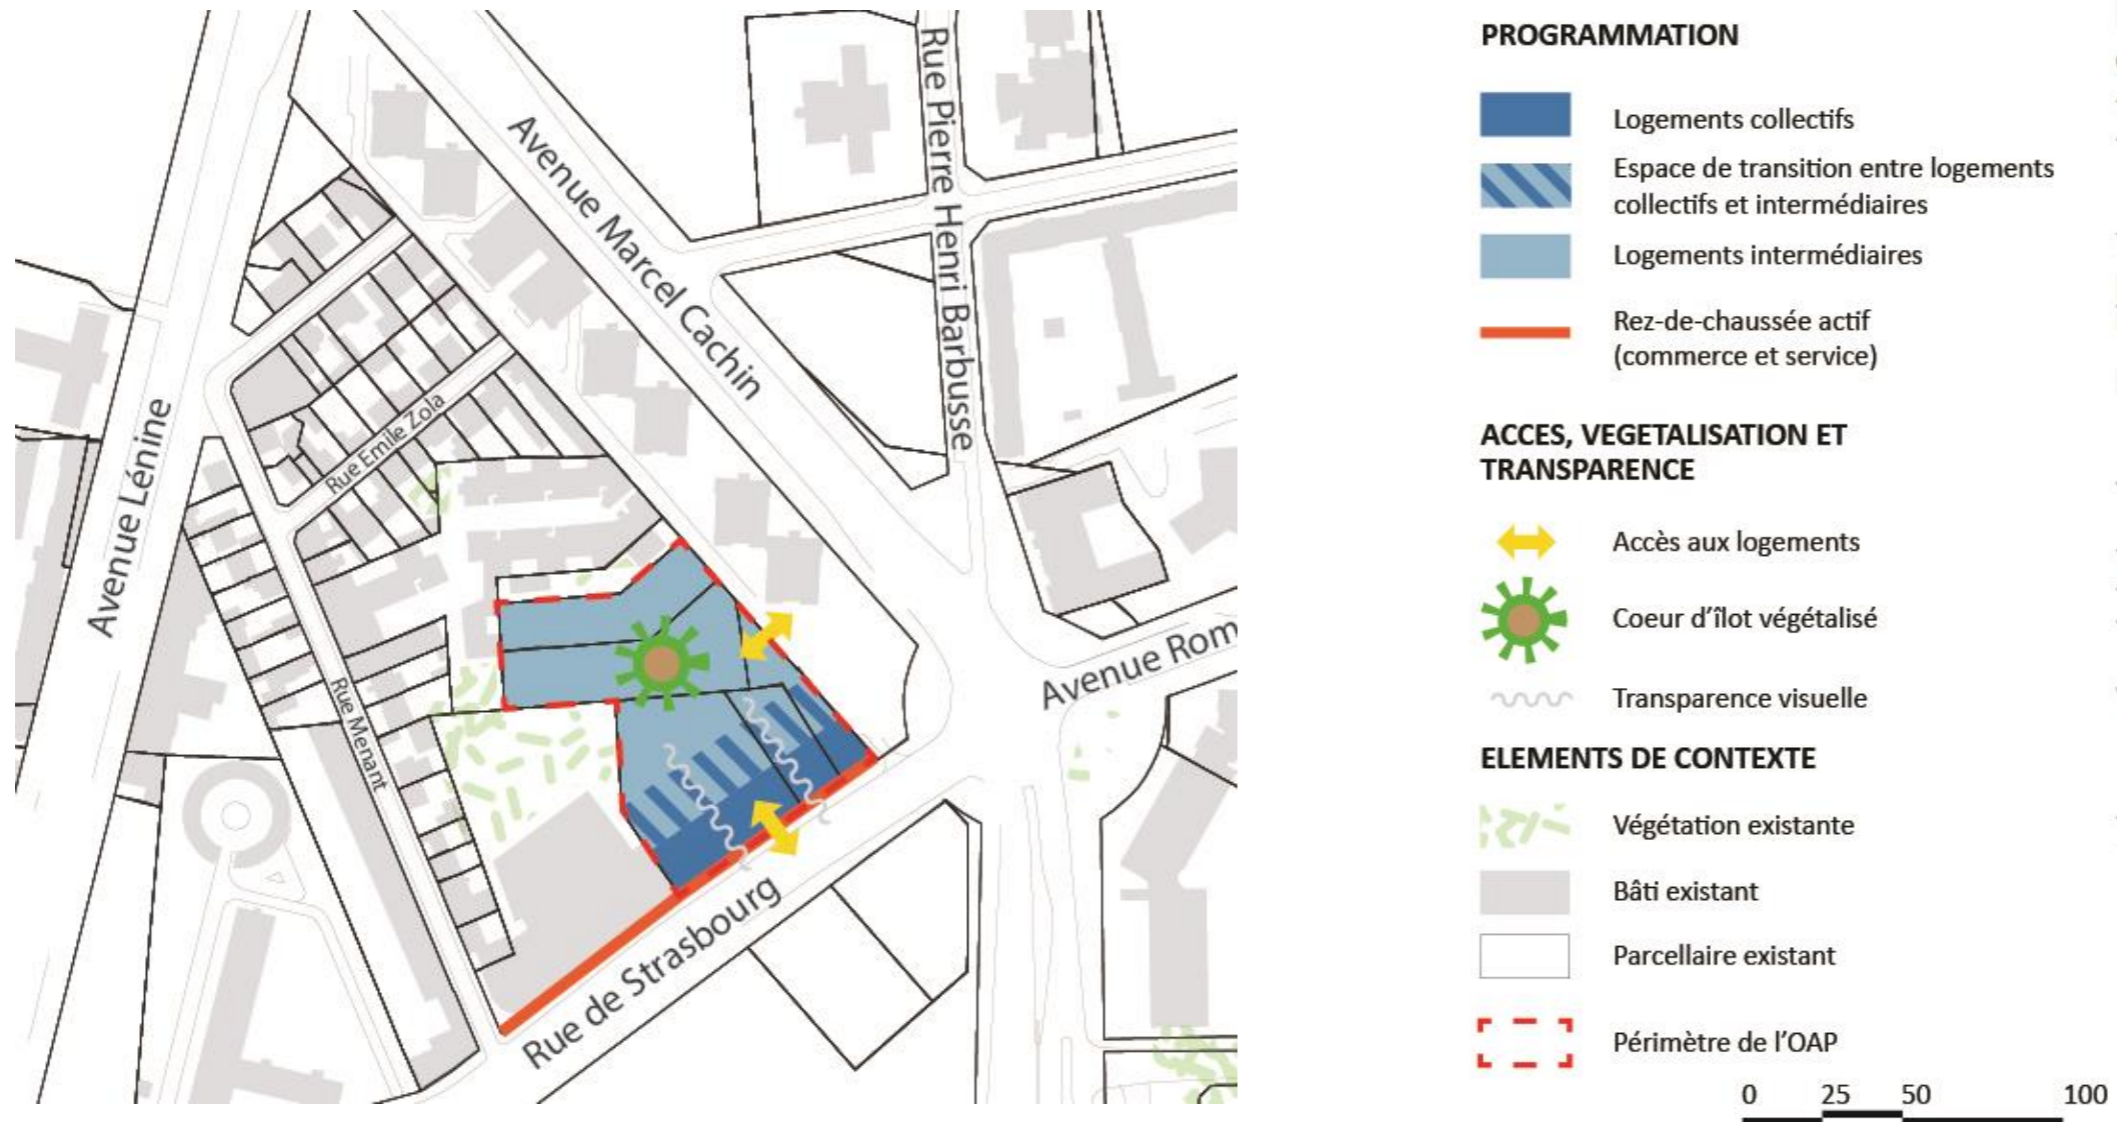 Rue Pierre Henri Barbusse
Avenue Marcel Cachin
Avenue Lénine
Rue Emile Zola
Rue Menant
Avenue Rom
Rue de Strasbourg
PROGRAMMATION
Logements collectifs
Espace de transition entre logements
collectifs et intermédiaires
Logements intermédiaires
Rez-de-chaussée actif
(commerce et service)
ACCES, VEGETALISATION ET
TRANSPARENCE
Accès aux logements
Coeur d'îlot végétalisé
Transparence visuelle
ELEMENTS DE CONTEXTE
Végétation existante
Bâti existant
Parcellaire existant
Périmètre de l'OAP
0 25 50 100